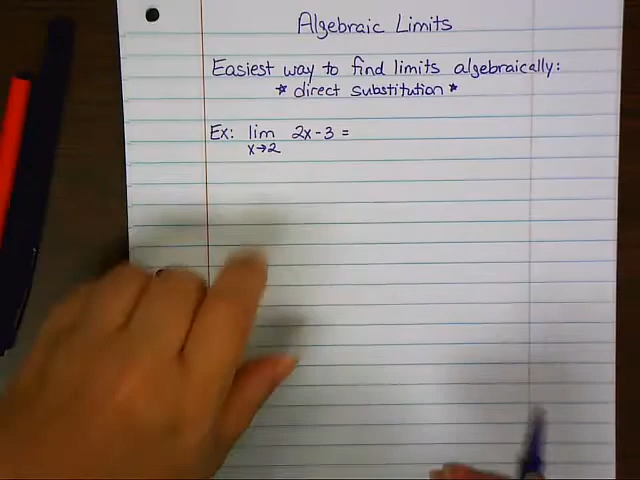 Algebraic Limits
Easiest way to find limits algebraically:
* direct substitution *
Ex: lim 2x-3 =
x→2